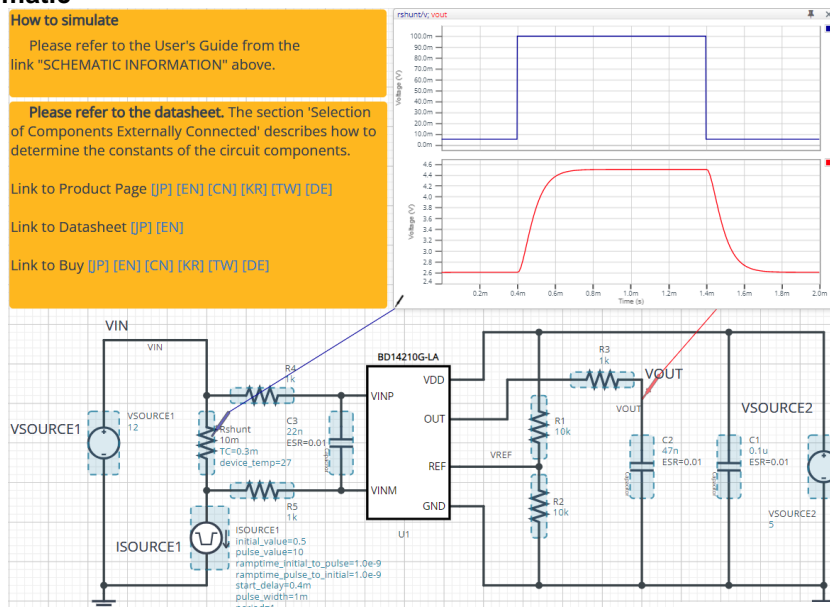 How to simulate
Please refer to the User's Guide from the
link "SCHEMATIC INFORMATION" above.
Please refer to the datasheet. The section 'Selection
of Components Externally Connected' describes how to
determine the constants of the circuit components.
Link to Product Page [JP] [EN] [CN] [KR] [TW] [DE]
Link to Datasheet [JP] [EN]
Link to Buy [JP] [EN] [CN] [KR] [TW] [DE]
rshunt/v; vout
Voltage (V)
100.0m
90.0m
80.0m
70.0m
60.0m
50.0m
40.0m
30.0m
20.0m
10.0m
0.0m
Voltage (V)
4.6
4.4
4.2
4.0
3.8
3.6
3.4
3.2
3.0
2.8
2.6
2.4
0.2m 0.4m 0.6m 0.8m 1.0m 1.2m 1.4m 1.6m 1.8m 2.0m
Time (s)
VIN
VIN
VSOURCE1
VSOURCE1
12
R4
1k
Rshunt
10m
TC=0.3m
device_temp=27
C3
22n
ESR=0.01
Capacitor
R5
1k
ISOURCE1
ISOURCE1
initial_value=0.5
pulse_value=10
ramptime_initial_to_pulse=1.0e-9
ramptime_pulse_to_initial=1.0e-9
start_delay=0.4m
pulse_width=1m
BD14210G-LA
VINP
VINM
VDD
OUT
REF
GND
U1
VREF
R1
10k
R2
10k
R3
1k
VOUT
VOUT
C2
47n
ESR=0.01
Capacitor
C1
0.1u
ESR=0.01
Capacitor
VSOURCE2
VSOURCE2
5